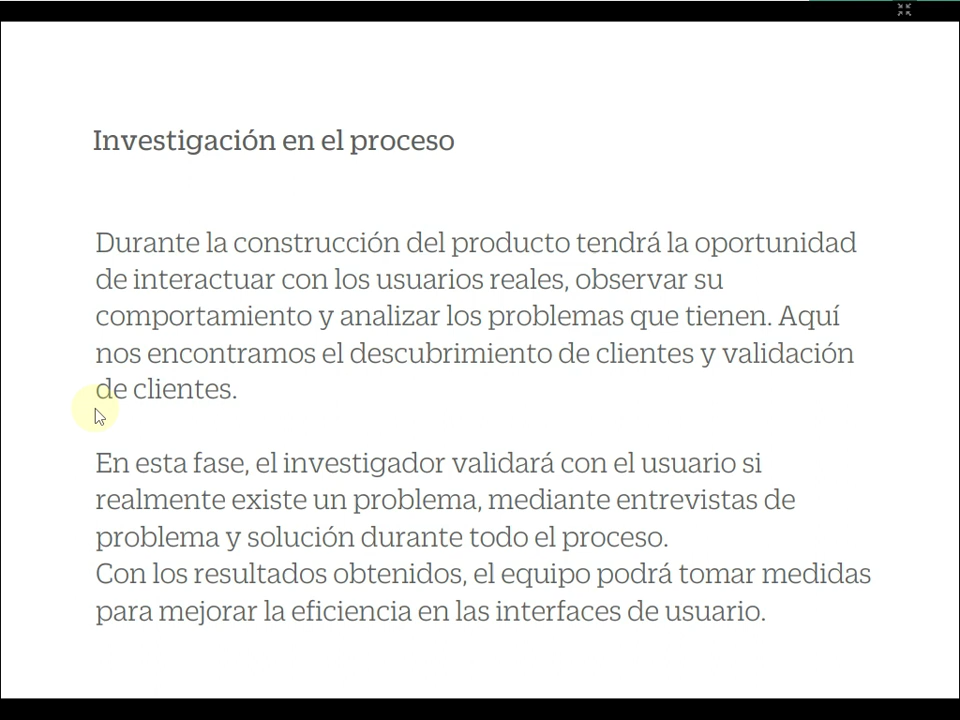 Investigación en el proceso
Durante la construcción del producto tendrá la oportunidad
de interactuar con los usuarios reales, observar su
comportamiento y analizar los problemas que tienen. Aquí
nos encontramos el descubrimiento de clientes y validación
de clientes.
En esta fase, el investigador validará con el usuario si
realmente existe un problema, mediante entrevistas de
problema y solución durante todo el proceso.
Con los resultados obtenidos, el equipo podrá tomar medidas
para mejorar la eficiencia en las interfaces de usuario.